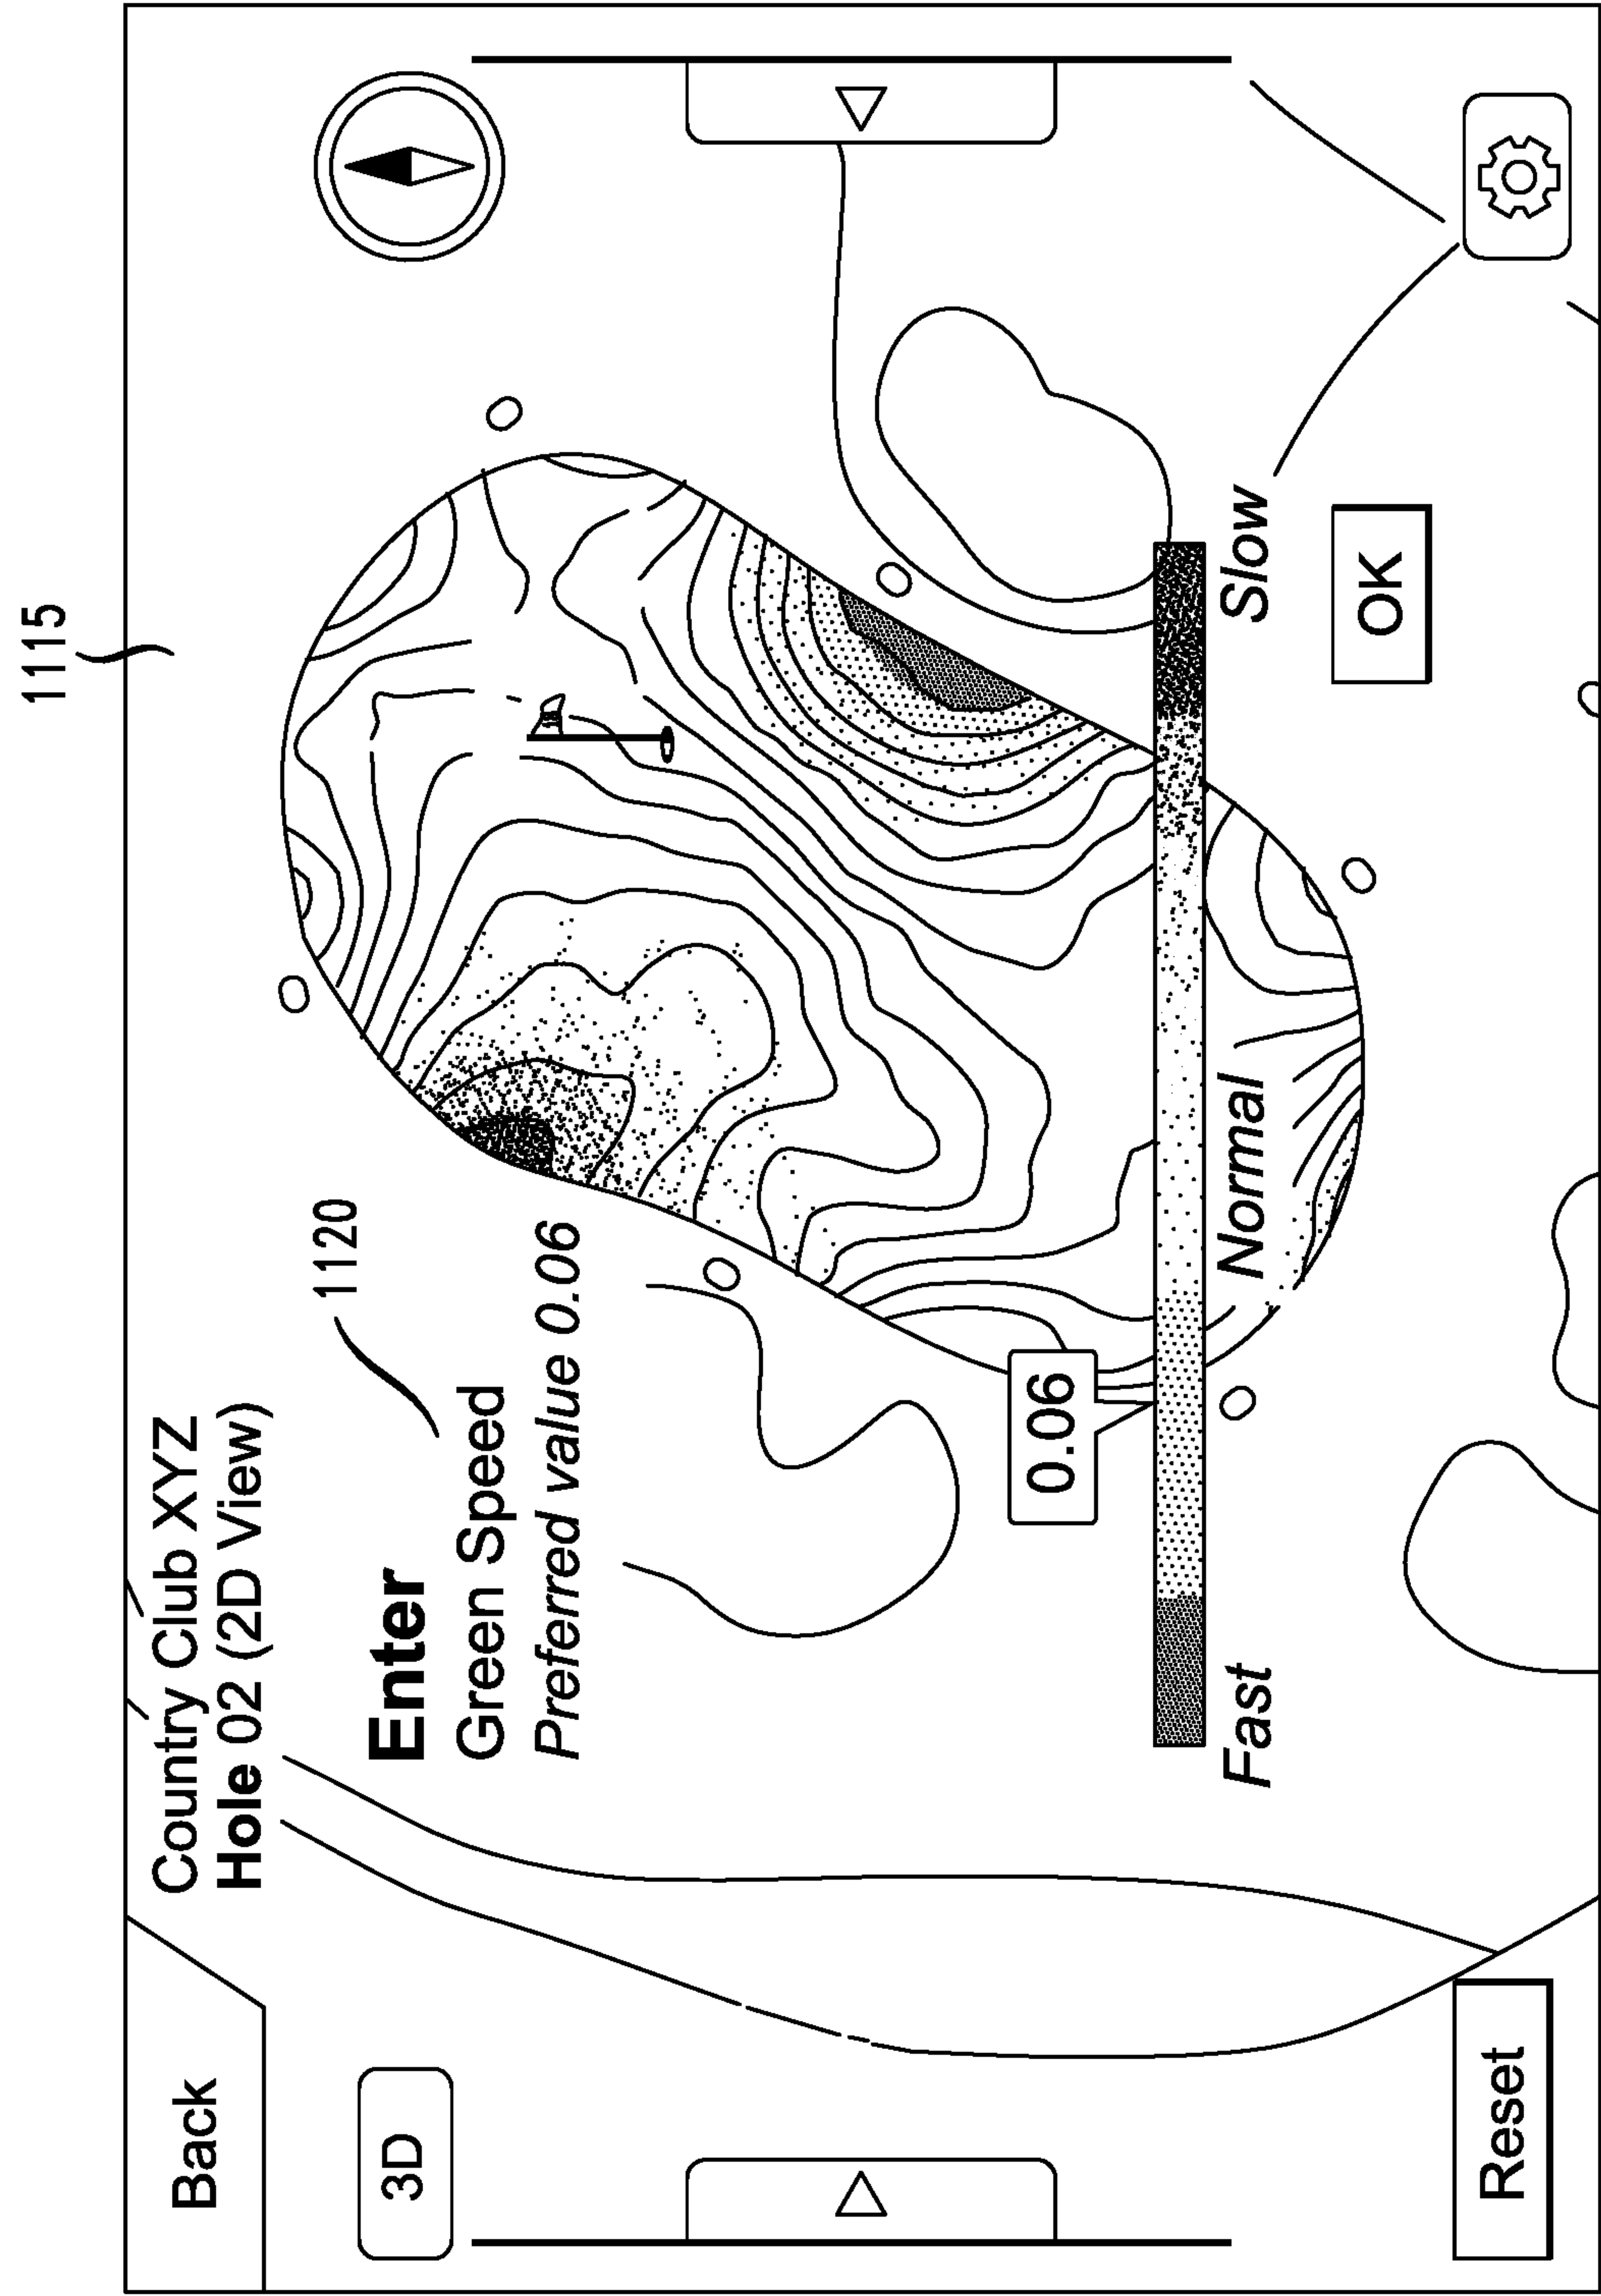 1115
Back
Country Club XYZ
Hole 02 (2D View)
3D
1120
Enter
Green Speed
Preferred value 0.06
0.06
Fast
Normal
Slow
OK
Reset